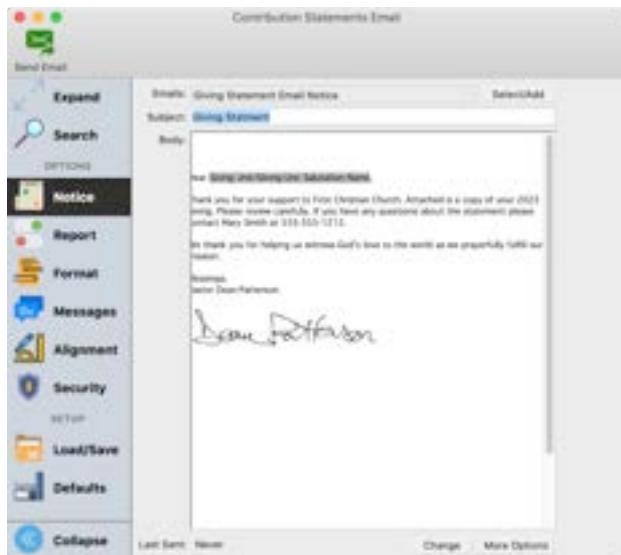 Contribution Statements Email
Send Email
Expand
Search
OPTIONS
Notice
Report
Format
Messages
Alignment
Security
SETUP
Load/Save
Defaults
Collapse
Emails: Giving Statement Email Notice Select/Add
Subject: Giving Statment
Body:
Giving Unit:Giving Unit Salutation Name
Thank you for your support to First Christian Church. Attached is a copy of your 2023
giving. Please review carefully. If you have any questions about the statement please
contact Mary Smith at 555-555-1212.
We thank you for helping us witness God's love to the world as we prayerfully fulfill our
Pastor Dean Patterson
Dean Patterson
Last Sent: Never Change More Options